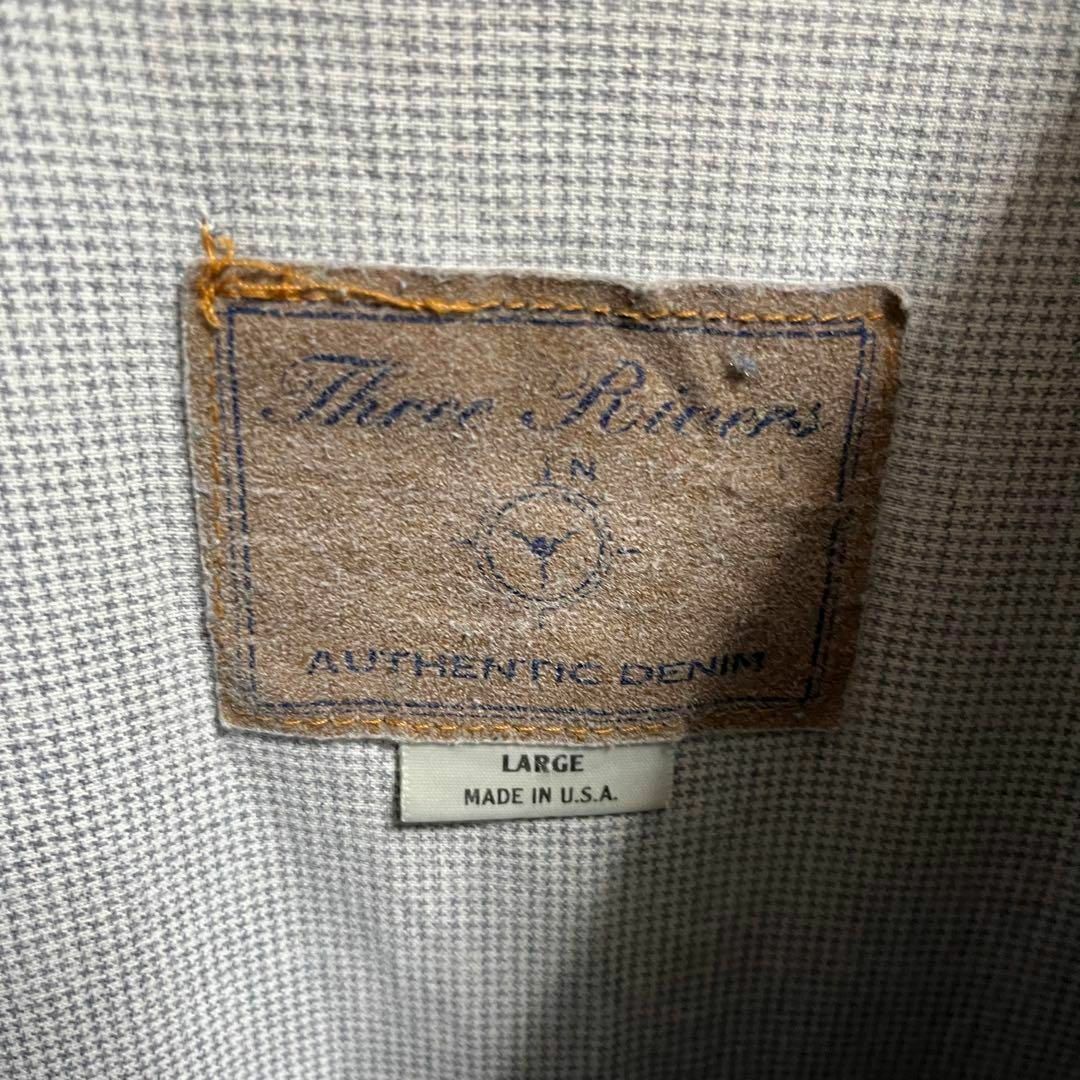 Three Rivers
N
AUTHENTIC DENIM
LARGE
MADE IN U.S.A.